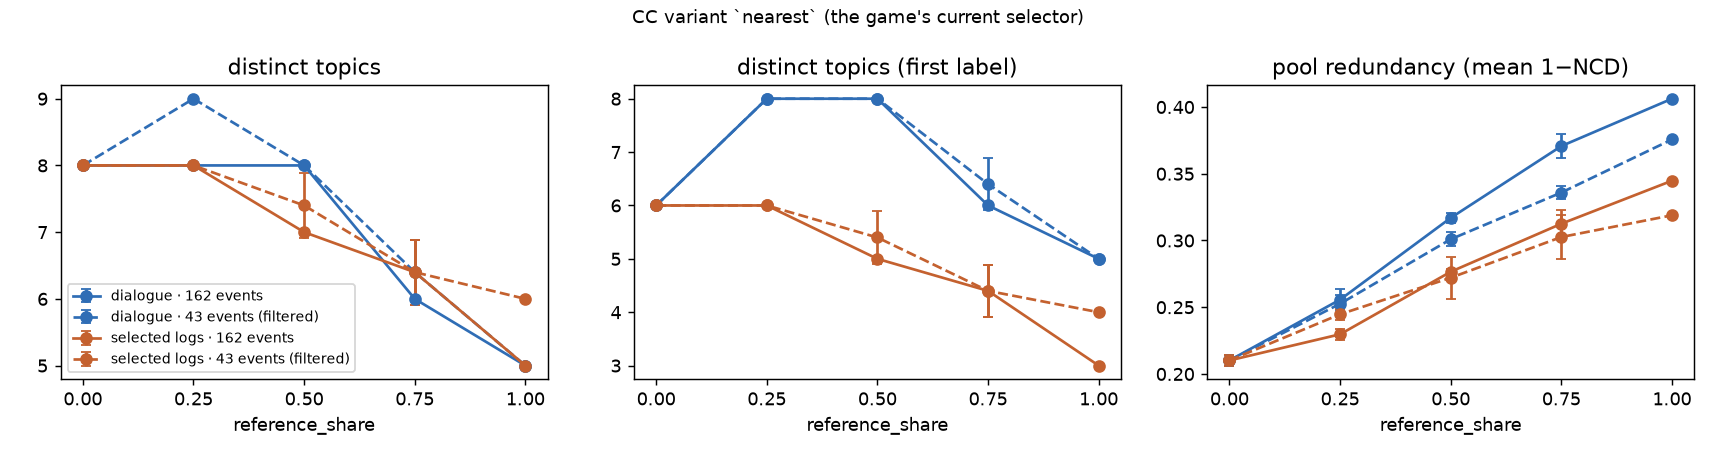 CC variant `nearest` (the game's current selector)
distinct topics
9
8
7
6
5
dialogue · 162 events
dialogue · 43 events (filtered)
selected logs · 162 events
selected logs · 43 events (filtered)
0.00 0.25 0.50 0.75 1.00
reference_share
distinct topics (first label)
8
7
6
5
4
3
0.00 0.25 0.50 0.75 1.00
reference_share
pool redundancy (mean 1−NCD)
0.40
0.35
0.30
0.25
0.20
0.00 0.25 0.50 0.75 1.00
reference_share